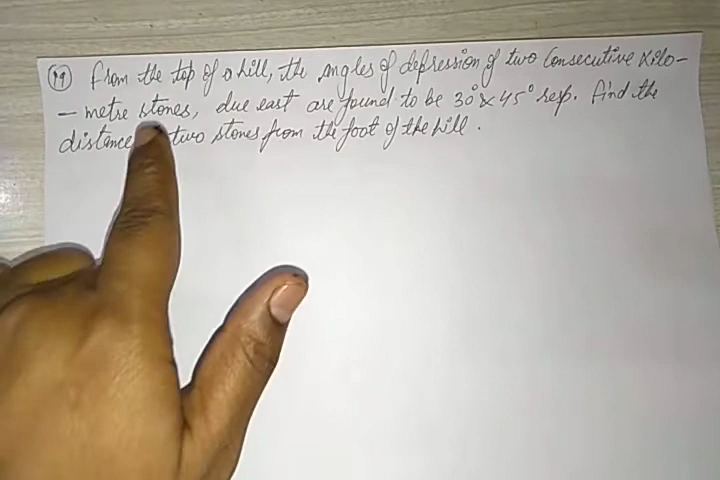 (19) from the top of a hill, the angles of depression of two Consecutive Kilo-
- metre stones, due east are found to be 30° & 45° resp. find the
distance two stones from the foot of the hill.